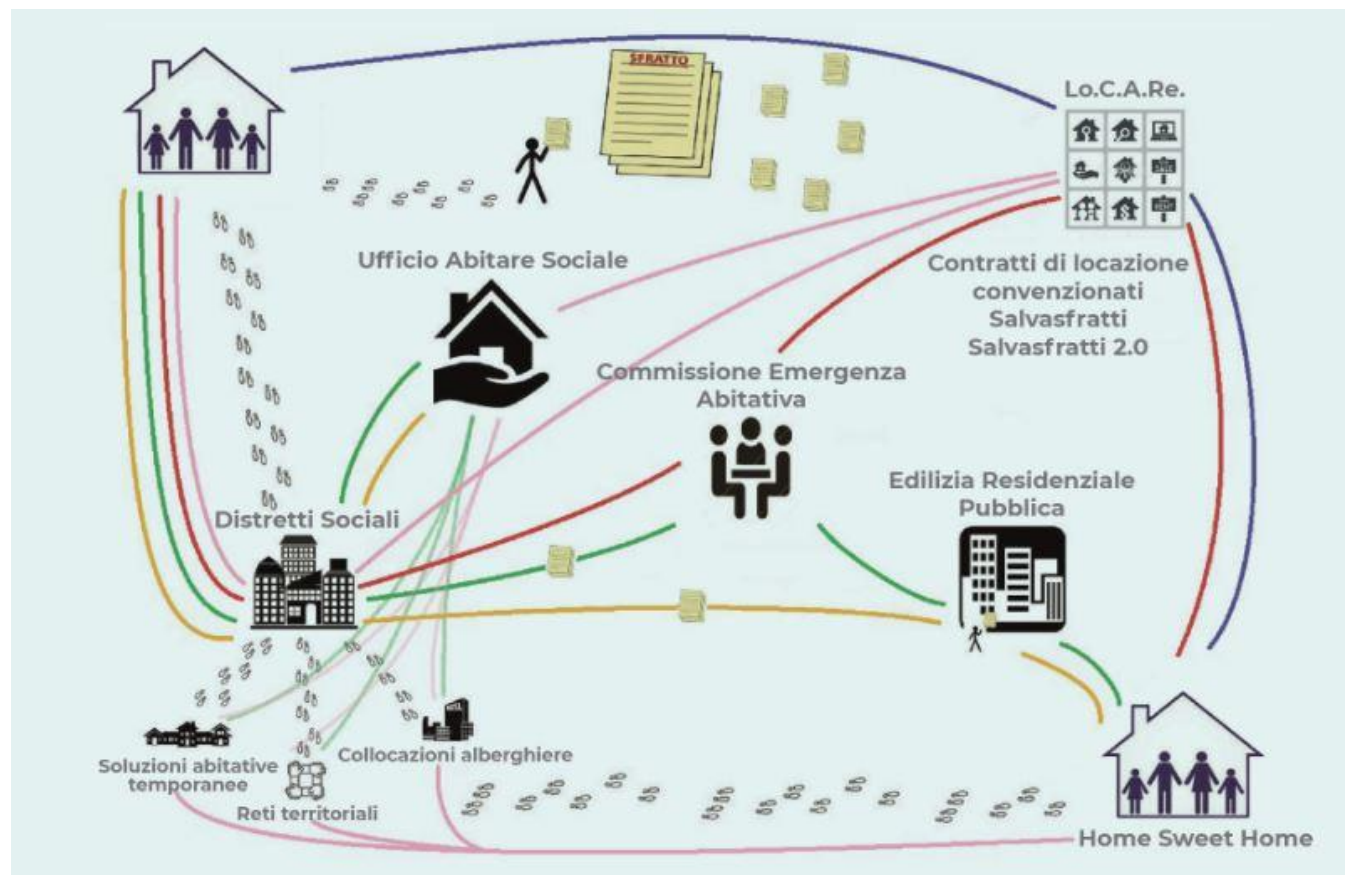 SFRATTO
Lo.C.A.Re.
Ufficio Abitare Sociale
Contratti di locazione
convenzionati
Salvasfratti
Salvasfratti 2.0
Commissione Emergenza
Abitativa
Edilizia Residenziale
Pubblica
Distretti Sociali
Soluzioni abitative
temporanee
Reti territoriali
Collocazioni alberghiere
Home Sweet Home